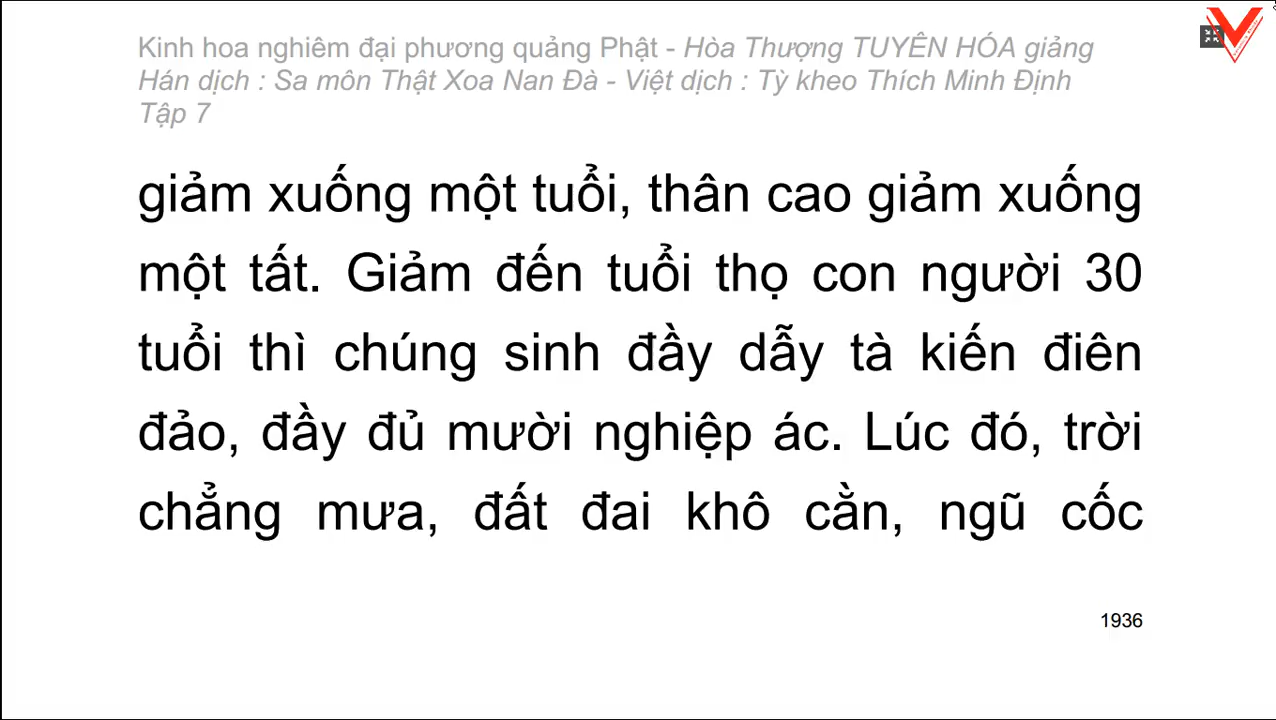 Kinh hoa nghiêm đại phương quảng Phật - Hòa Thượng TUYÊN HÓA giảng
Hán dịch : Sa môn Thật Xoa Nan Đà - Việt dịch : Tỳ kheo Thích Minh Định
Tập 7
giảm xuống một tuổi, thân cao giảm xuống
một tất. Giảm đến tuổi thọ con người 30
tuổi thì chúng sinh đầy dẫy tà kiến điên
đảo, đầy đủ mười nghiệp ác. Lúc đó, trời
chẳng mưa, đất đai khô cằn, ngũ cốc
1936